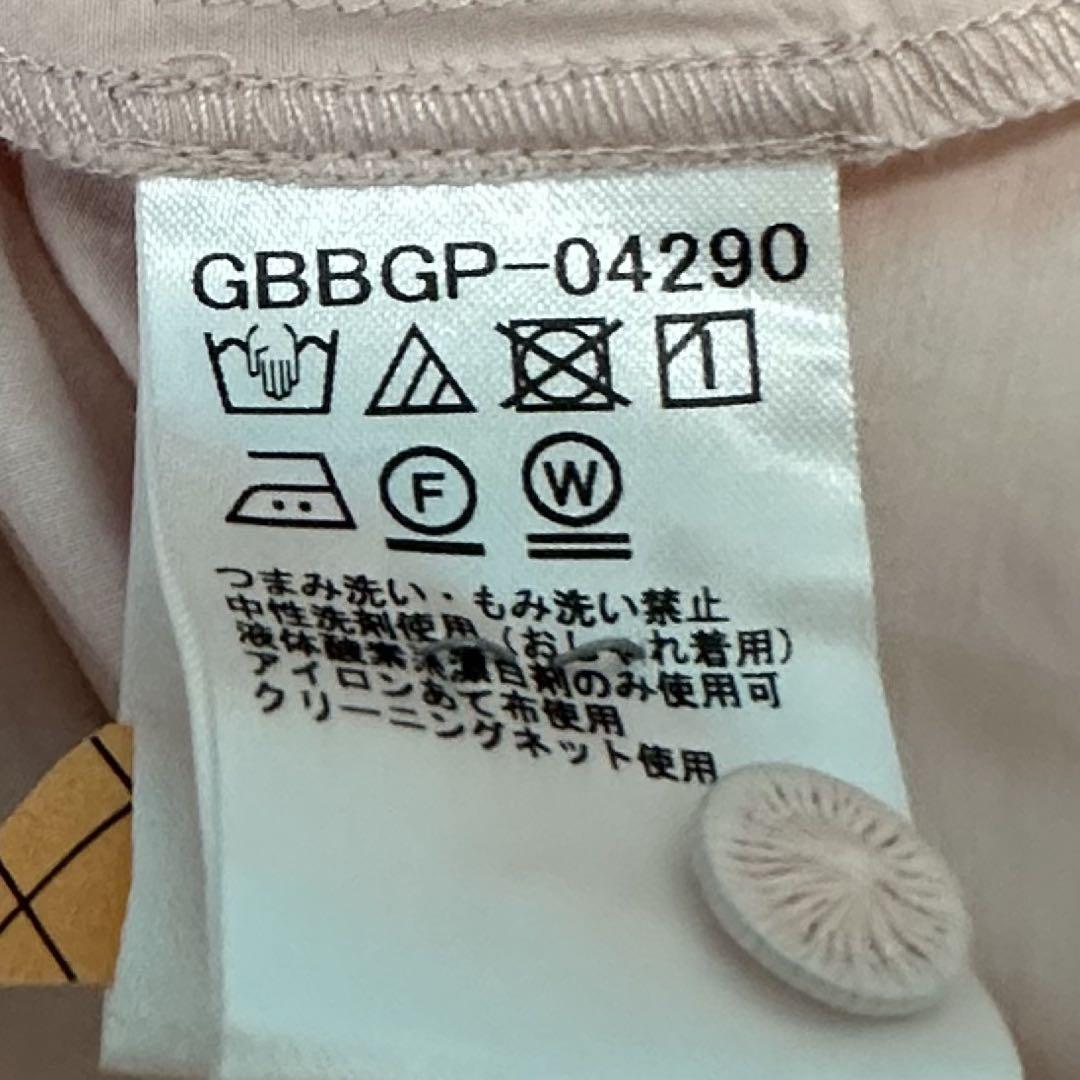 GBBGP-04290
F W
つまみ洗い・もみ洗い禁止
中性洗剤使用(おしゃれ着用)
液体酸素系漂白剤のみ使用可
アイロンあて布使用
クリーニングネット使用